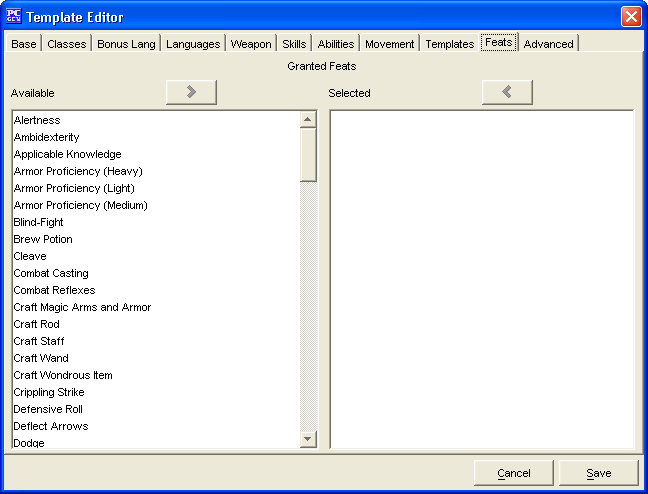 PC GEN Template Editor
Base Classes Bonus Lang Languages Weapon Skills Abilities Movement Templates Feats Advanced
Granted Feats
Available > Selected <
Alertness
Ambidexterity
Applicable Knowledge
Armor Proficiency (Heavy)
Armor Proficiency (Light)
Armor Proficiency (Medium)
Blind-Fight
Brew Potion
Cleave
Combat Casting
Combat Reflexes
Craft Magic Arms and Armor
Craft Rod
Craft Staff
Craft Wand
Craft Wondrous Item
Crippling Strike
Defensive Roll
Deflect Arrows
Dodge
Cancel Save